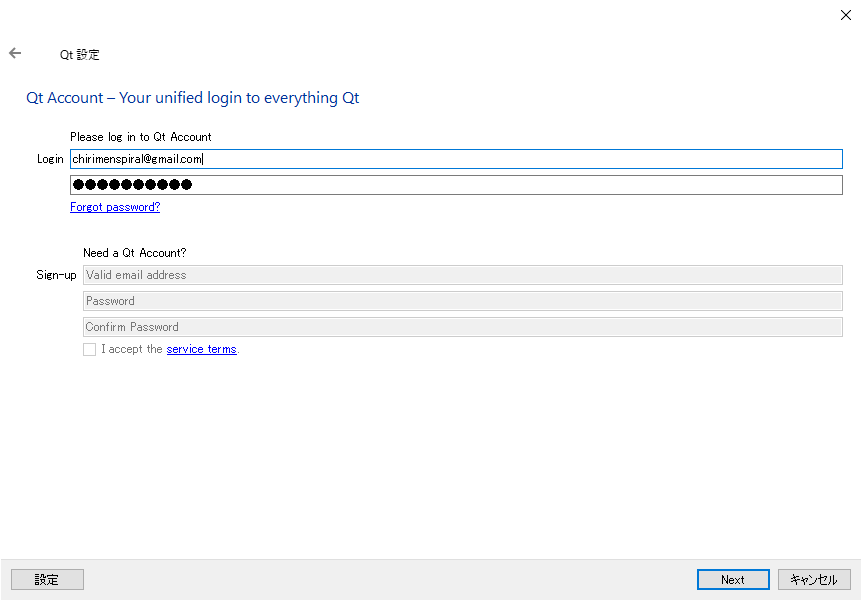 Qt 設定
Qt Account – Your unified login to everything Qt
Please log in to Qt Account
Login chirimenspiral@gmail.com
●●●●●●●●●●
Forgot password?
Need a Qt Account?
Sign-up Valid email address
Password
Confirm Password
I accept the service terms.
設定 Next キャンセル